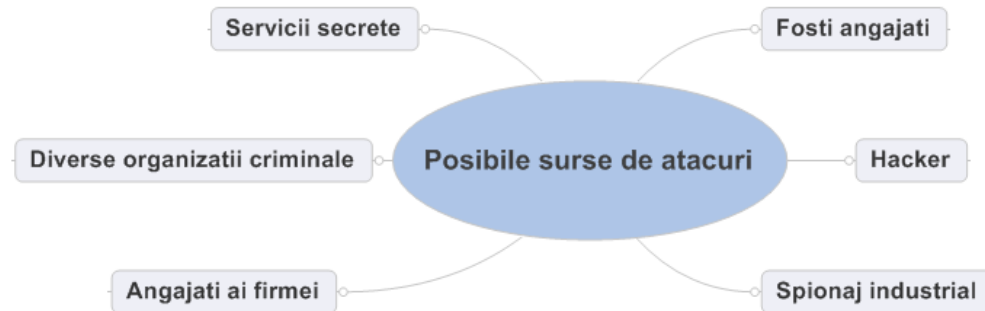 Servicii secrete
Fosti angajati
Diverse organizatii criminale
Posibile surse de atacuri
Hacker
Angajati ai firmei
Spionaj industrial